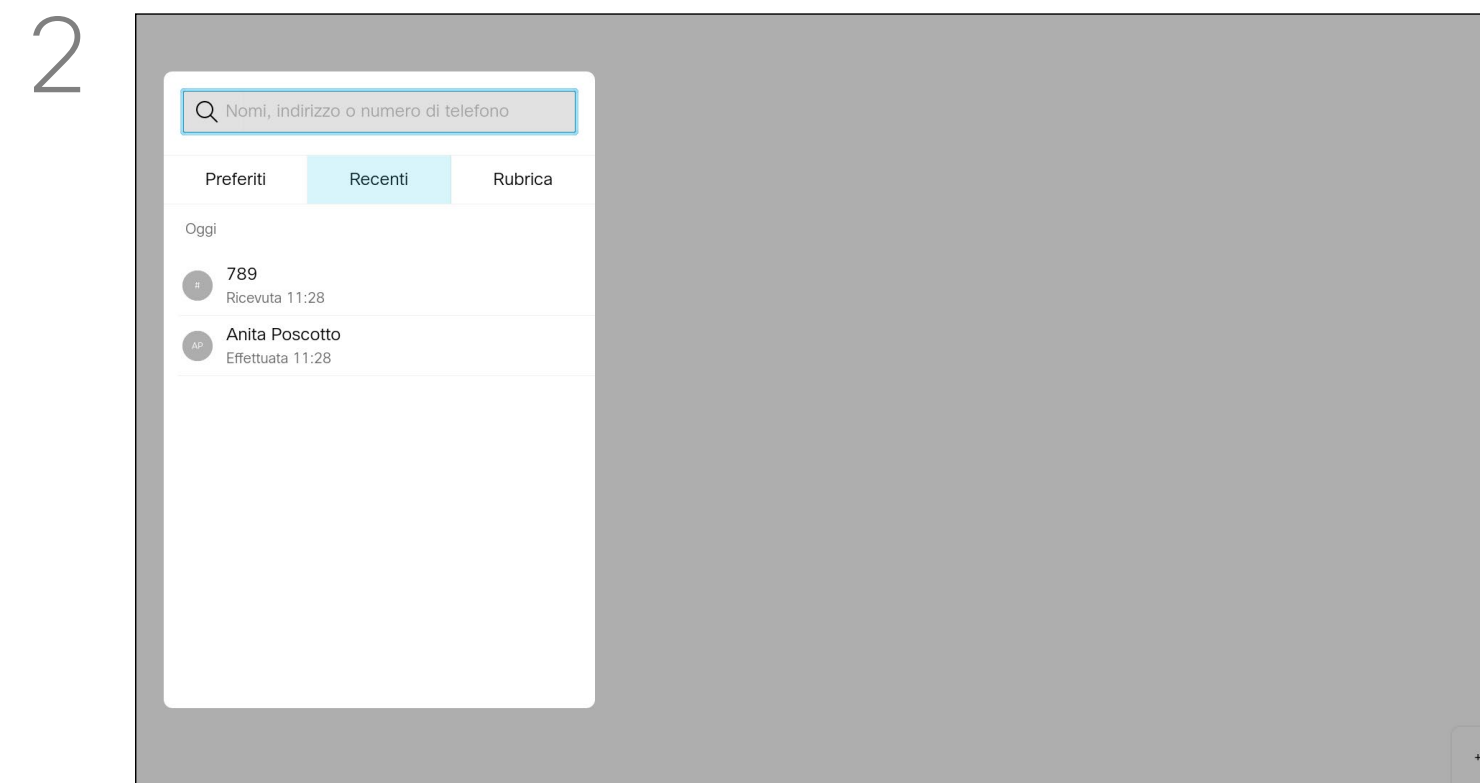 2
Nomi, indirizzo o numero di telefono
Preferiti Recenti Rubrica
Oggi
#
789
Ricevuta 11:28
AP
Anita Poscotto
Effettuata 11:28
+